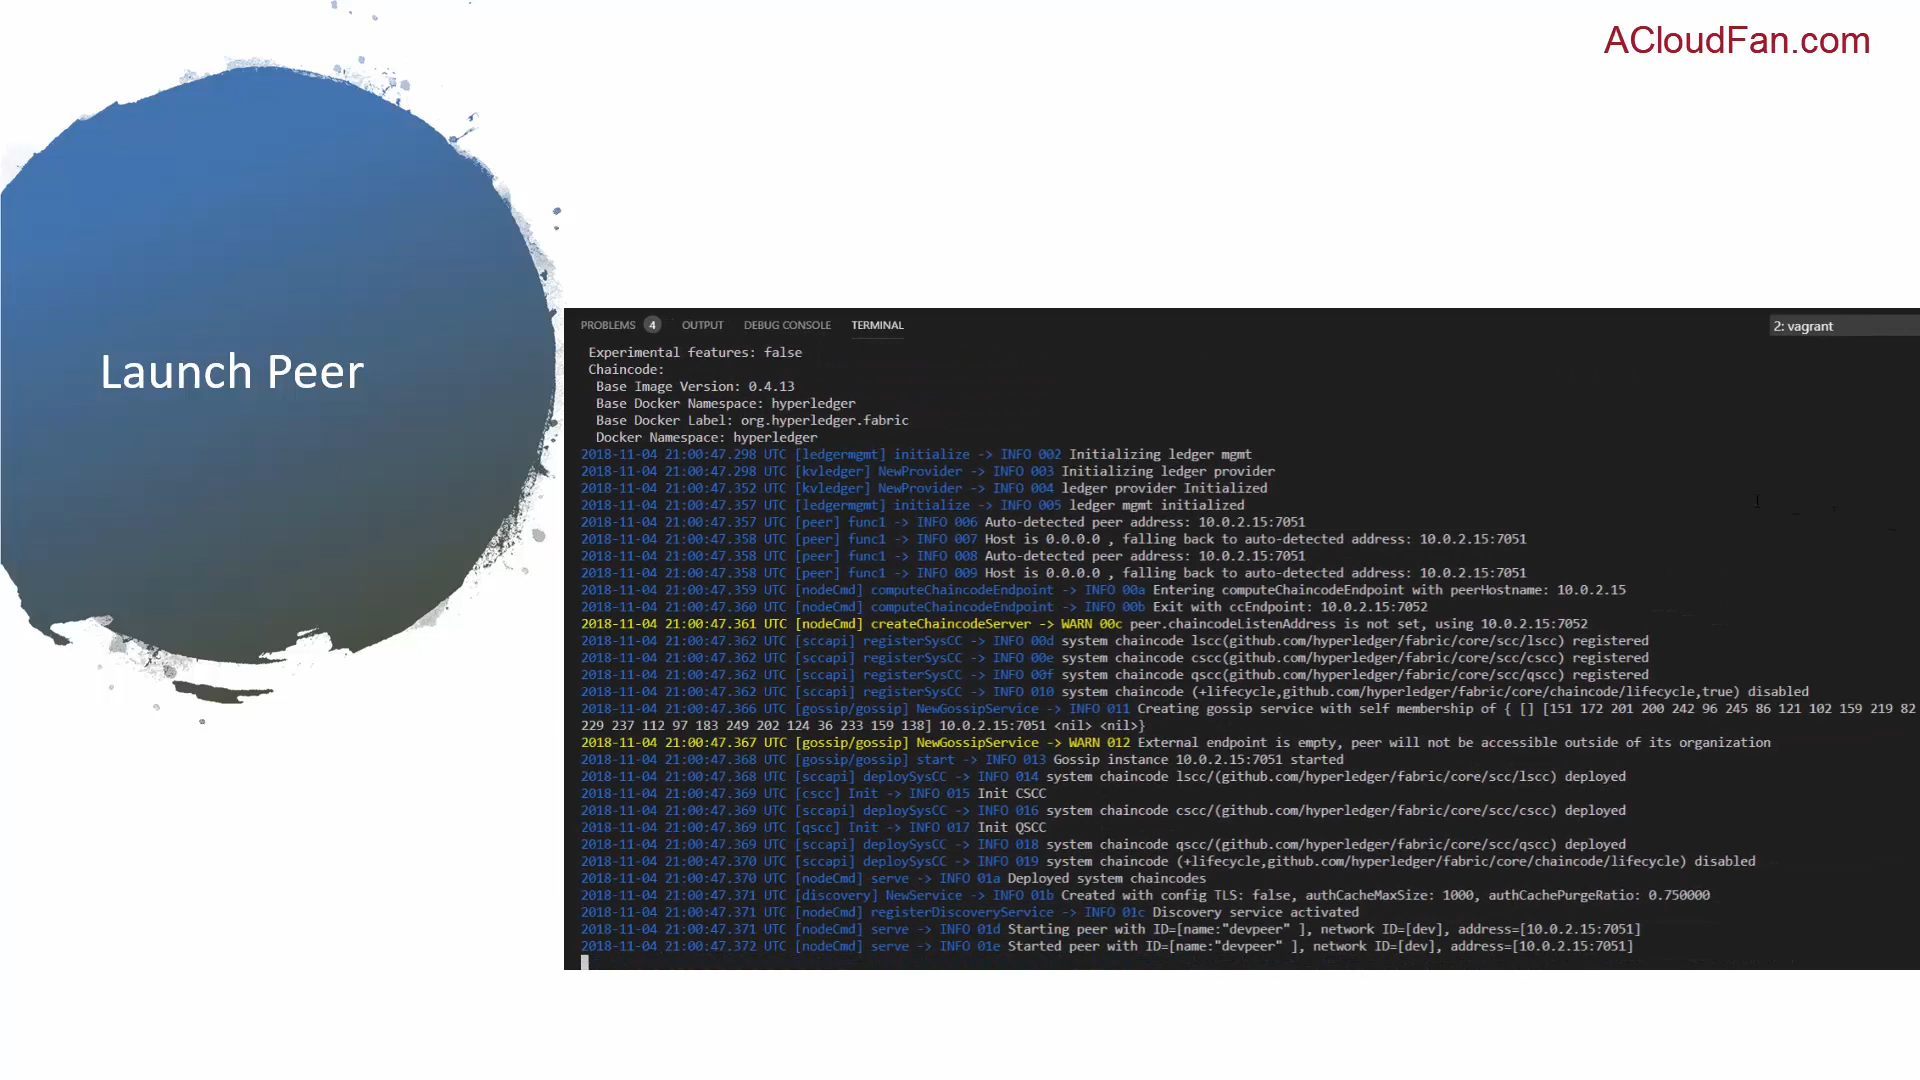 ACloudFan.com
Launch Peer
PROBLEMS 4 OUTPUT DEBUG CONSOLE TERMINAL 2: vagrant
Experimental features: false
Chaincode:
Base Image Version: 0.4.13
Base Docker Namespace: hyperledger
Base Docker Label: org.hyperledger.fabric
Docker Namespace: hyperledger
2018-11-04 21:00:47.298 UTC [ledgermgmt] initialize -> INFO 002 Initializing ledger mgmt
2018-11-04 21:00:47.298 UTC [kvledger] NewProvider -> INFO 003 Initializing ledger provider
2018-11-04 21:00:47.352 UTC [kvledger] NewProvider -> INFO 004 ledger provider Initialized
2018-11-04 21:00:47.357 UTC [ledgermgmt] initialize -> INFO 005 ledger mgmt initialized
2018-11-04 21:00:47.357 UTC [peer] func1 -> INFO 006 Auto-detected peer address: 10.0.2.15:7051
2018-11-04 21:00:47.358 UTC [peer] func1 -> INFO 007 Host is 0.0.0.0 , falling back to auto-detected address: 10.0.2.15:7051
2018-11-04 21:00:47.358 UTC [peer] func1 -> INFO 008 Auto-detected peer address: 10.0.2.15:7051
2018-11-04 21:00:47.358 UTC [peer] func1 -> INFO 009 Host is 0.0.0.0 , falling back to auto-detected address: 10.0.2.15:7051
2018-11-04 21:00:47.359 UTC [nodeCmd] computeChaincodeEndpoint -> INFO 00a Entering computeChaincodeEndpoint with peerHostname: 10.0.2.15
2018-11-04 21:00:47.360 UTC [nodeCmd] computeChaincodeEndpoint -> INFO 00b Exit with ccEndpoint: 10.0.2.15:7052
2018-11-04 21:00:47.361 UTC [nodeCmd] createChaincodeServer -> WARN 00c peer.chaincodeListenAddress is not set, using 10.0.2.15:7052
2018-11-04 21:00:47.362 UTC [sccapi] registerSysCC -> INFO 00d system chaincode lscc(github.com/hyperledger/fabric/core/scc/lscc) registered
2018-11-04 21:00:47.362 UTC [sccapi] registerSysCC -> INFO 00e system chaincode cscc(github.com/hyperledger/fabric/core/scc/cscc) registered
2018-11-04 21:00:47.362 UTC [sccapi] registerSysCC -> INFO 00f system chaincode qscc(github.com/hyperledger/fabric/core/scc/qscc) registered
2018-11-04 21:00:47.362 UTC [sccapi] registerSysCC -> INFO 010 system chaincode (+lifecycle,github.com/hyperledger/fabric/core/chaincode/lifecycle,true) disabled
2018-11-04 21:00:47.366 UTC [gossip/gossip] NewGossipService -> INFO 011 Creating gossip service with self membership of { [] [151 172 201 200 242 96 245 86 121 102 159 219 82
229 237 112 97 183 249 202 124 36 233 159 138] 10.0.2.15:7051 <nil> <nil>}
2018-11-04 21:00:47.367 UTC [gossip/gossip] NewGossipService -> WARN 012 External endpoint is empty, peer will not be accessible outside of its organization
2018-11-04 21:00:47.368 UTC [gossip/gossip] start -> INFO 013 Gossip instance 10.0.2.15:7051 started
2018-11-04 21:00:47.368 UTC [sccapi] deploySysCC -> INFO 014 system chaincode lscc/(github.com/hyperledger/fabric/core/scc/lscc) deployed
2018-11-04 21:00:47.369 UTC [cscc] Init -> INFO 015 Init CSCC
2018-11-04 21:00:47.369 UTC [sccapi] deploySysCC -> INFO 016 system chaincode cscc/(github.com/hyperledger/fabric/core/scc/cscc) deployed
2018-11-04 21:00:47.369 UTC [qscc] Init -> INFO 017 Init QSCC
2018-11-04 21:00:47.369 UTC [sccapi] deploySysCC -> INFO 018 system chaincode qscc/(github.com/hyperledger/fabric/core/scc/qscc) deployed
2018-11-04 21:00:47.370 UTC [sccapi] deploySysCC -> INFO 019 system chaincode (+lifecycle,github.com/hyperledger/fabric/core/chaincode/lifecycle) disabled
2018-11-04 21:00:47.370 UTC [nodeCmd] serve -> INFO 01a Deployed system chaincodes
2018-11-04 21:00:47.371 UTC [discovery] NewService -> INFO 01b Created with config TLS: false, authCacheMaxSize: 1000, authCachePurgeRatio: 0.750000
2018-11-04 21:00:47.371 UTC [nodeCmd] registerDiscoveryService -> INFO 01c Discovery service activated
2018-11-04 21:00:47.371 UTC [nodeCmd] serve -> INFO 01d Starting peer with ID=[name:"devpeer" ], network ID=[dev], address=[10.0.2.15:7051]
2018-11-04 21:00:47.372 UTC [nodeCmd] serve -> INFO 01e Started peer with ID=[name:"devpeer" ], network ID=[dev], address=[10.0.2.15:7051]